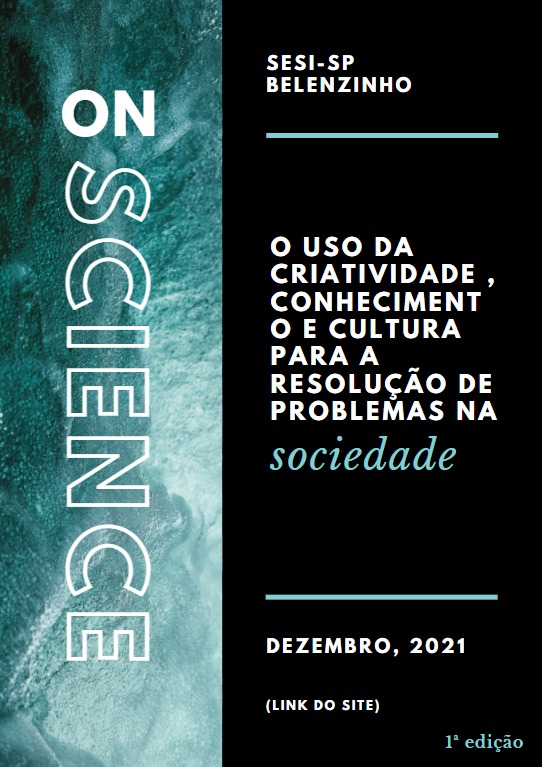 ON
SCIENCE
SESI-SP
BELENZINHO
O USO DA
CRIATIVIDADE ,
CONHECIMENT
O E CULTURA
PARA A
RESOLUÇÃO DE
PROBLEMAS NA
sociedade
DEZEMBRO, 2021
(LINK DO SITE)
1ª edição